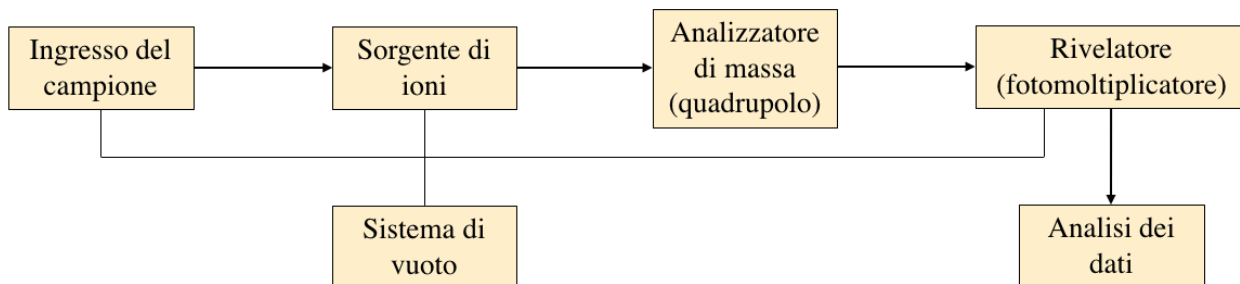 Ingresso del
campione
Sorgente di
ioni
Analizzatore
di massa
(quadrupolo)
Rivelatore
(fotomoltiplicatore)
Sistema di
vuoto
Analisi dei
dati